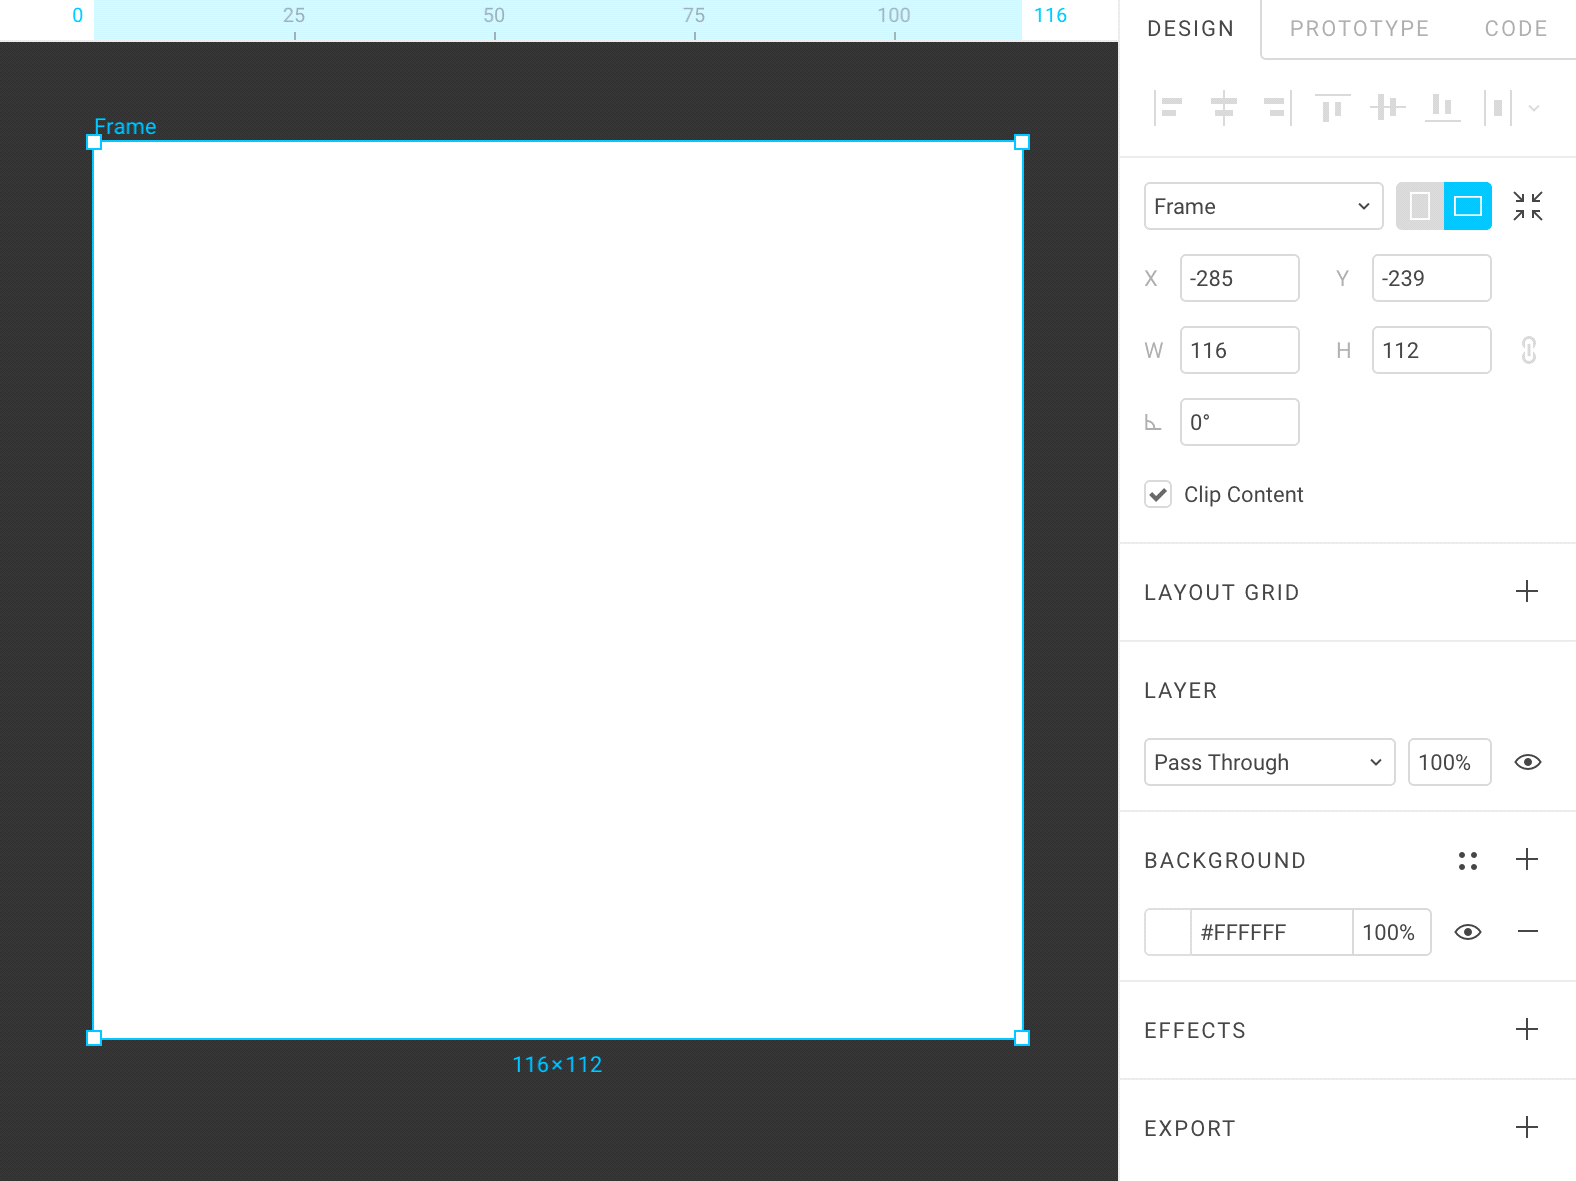 0 25 50 75 100 116
DESIGN PROTOTYPE CODE
Frame
Frame
X -285 Y -239
W 116 H 112
0°
Clip Content
LAYOUT GRID
LAYER
Pass Through 100%
BACKGROUND
#FFFFFF 100%
EFFECTS
116×112
EXPORT